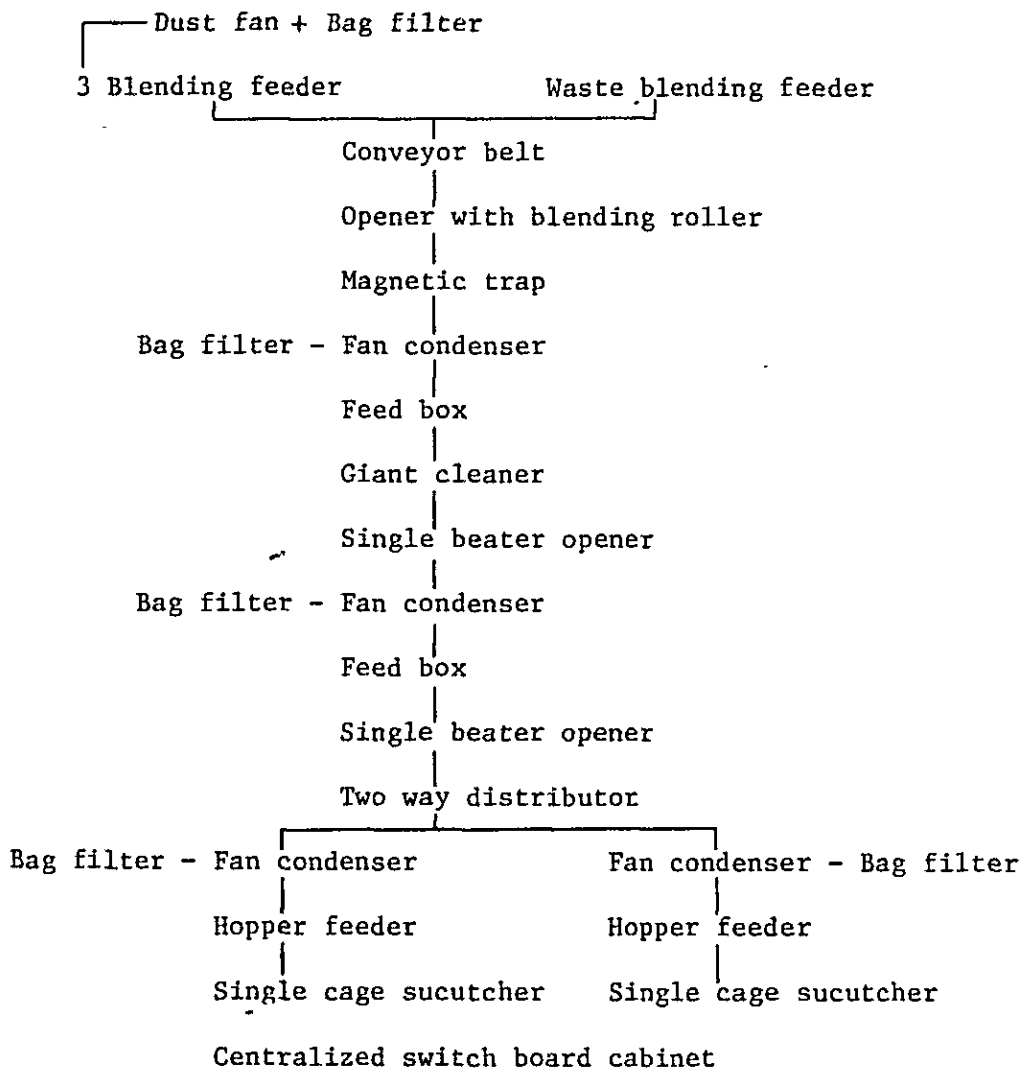 Dust fan + Bag filter
3 Blending feeder Waste blending feeder
Conveyor belt
Opener with blending roller
Magnetic trap
Bag filter - Fan condenser
Feed box
Giant cleaner
Single beater opener
Bag filter - Fan condenser
Feed box
Single beater opener
Two way distributor
Bag filter - Fan condenser Fan condenser - Bag filter
Hopper feeder Hopper feeder
Single cage sucutcher Single cage sucutcher
Centralized switch board cabinet